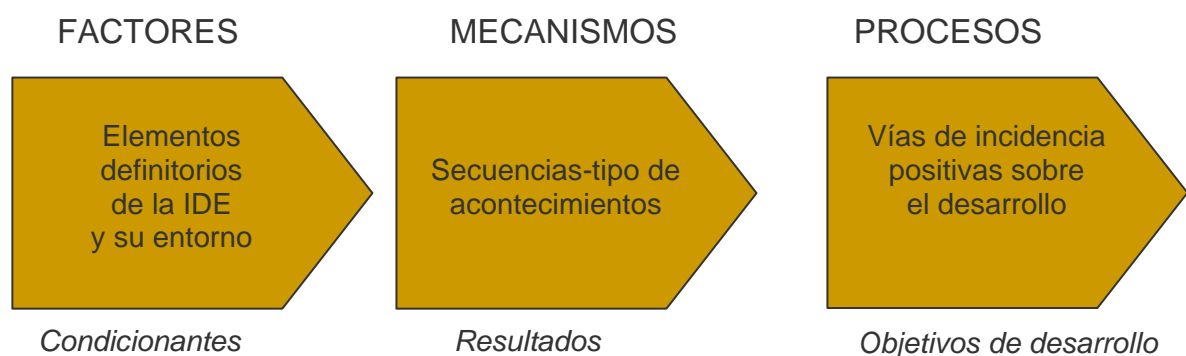 FACTORES
MECANISMOS
PROCESOS
Elementos
definitorios
de la IDE
y su entorno
Secuencias-tipo de
acontecimientos
Vías de incidencia
positivas sobre
el desarrollo
Condicionantes
Resultados
Objetivos de desarrollo